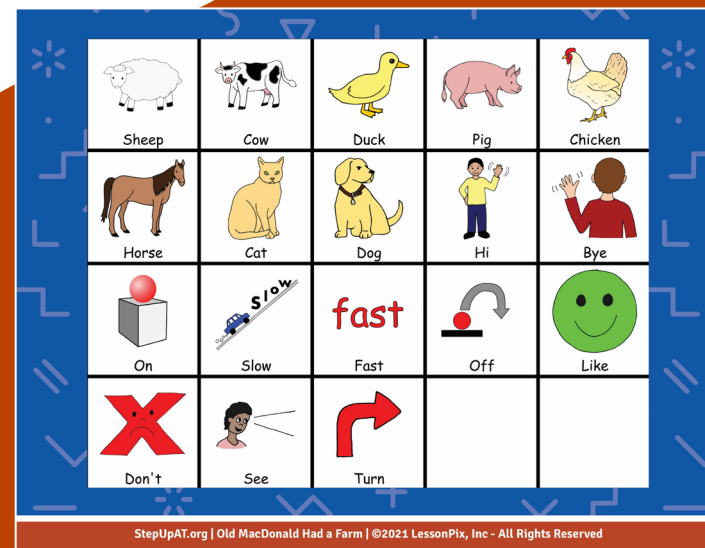 Sheep
Cow
Duck
Pig
Chicken
Horse
Cat
Dog
Hi
Bye
On
Slow
Slow
fast
Fast
Off
Like
Don't
See
Turn
StepUpAT.org | Old MacDonald Had a Farm | ©2021 LessonPix, Inc - All Rights Reserved